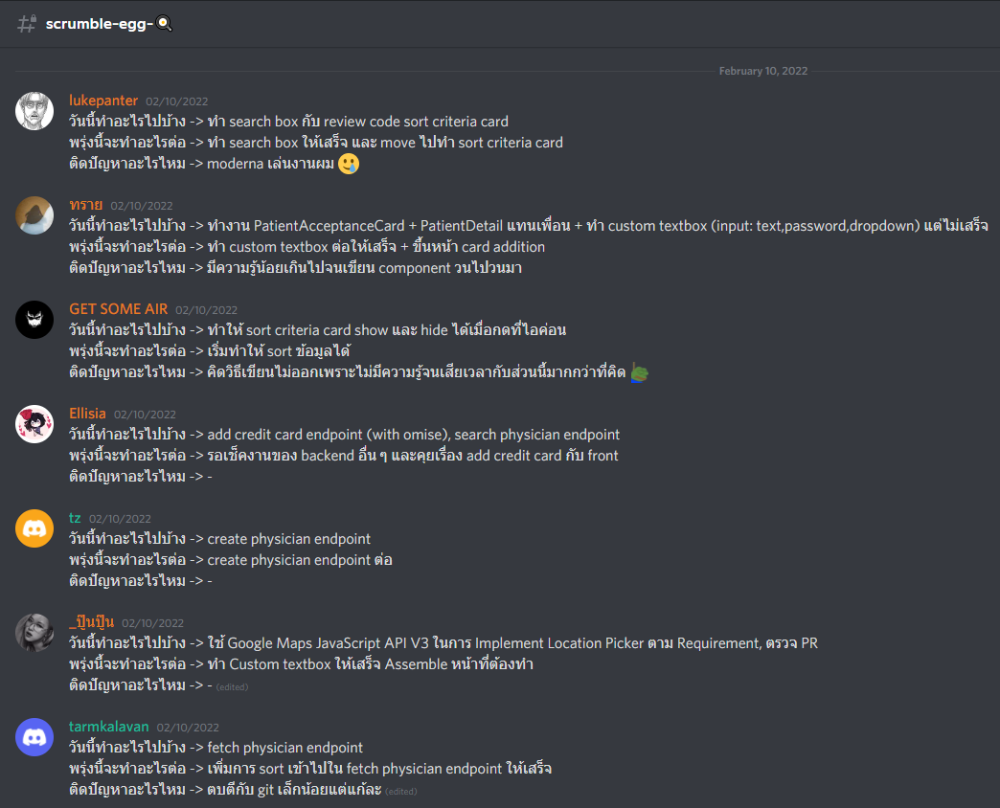 scrumble-egg-🍳
February 10, 2022
lukepanter 02/10/2022
วันนี้ทำอะไรไปบ้าง -> ทำ search box กับ review code sort criteria card
พรุ่งนี้จะทำอะไรต่อ -> ทำ search box ให้เสร็จ และ move ไปทำ sort criteria card
ติดปัญหาอะไรไหม -> moderna เล่นงานผม 🥲
ทราย 02/10/2022
วันนี้ทำอะไรไปบ้าง -> ทำงาน PatientAcceptanceCard + PatientDetail แทนเพื่อน + ทำ custom textbox (input: text,password,dropdown) แต่ไม่เสร็จ
พรุ่งนี้จะทำอะไรต่อ -> ทำ custom textbox ต่อให้เสร็จ + ขึ้นหน้า card addition
ติดปัญหาอะไรไหม -> มีความรู้น้อยเกินไปจนเขียน component วนไปวนมา
GET SOME AIR 02/10/2022
วันนี้ทำอะไรไปบ้าง -> ทำให้ sort criteria card show และ hide ได้เมื่อกดที่ไอค่อน
พรุ่งนี้จะทำอะไรต่อ -> เริ่มทำให้ sort ข้อมูลได้
ติดปัญหาอะไรไหม -> คิดวิธีเขียนไม่ออกเพราะไม่มีความรู้จนเสียเวลากับส่วนนี้มากกว่าที่คิด
Ellisia 02/10/2022
วันนี้ทำอะไรไปบ้าง -> add credit card endpoint (with omise), search physician endpoint
พรุ่งนี้จะทำอะไรต่อ -> รอเช็คงานของ backend อื่น ๆ และคุยเรื่อง add credit card กับ front
ติดปัญหาอะไรไหม -> -
tz 02/10/2022
วันนี้ทำอะไรไปบ้าง -> create physician endpoint
พรุ่งนี้จะทำอะไรต่อ -> create physician endpoint ต่อ
ติดปัญหาอะไรไหม -> -
_ปุ๊นปุ๊น 02/10/2022
วันนี้ทำอะไรไปบ้าง -> ใช้ Google Maps JavaScript API V3 ในการ Implement Location Picker ตาม Requirement, ตรวจ PR
พรุ่งนี้จะทำอะไรต่อ -> ทำ Custom textbox ให้เสร็จ Assemble หน้าที่ต้องทำ
ติดปัญหาอะไรไหม -> - (edited)
tarmkalavan 02/10/2022
วันนี้ทำอะไรไปบ้าง -> fetch physician endpoint
พรุ่งนี้จะทำอะไรต่อ -> เพิ่มการ sort เข้าไปใน fetch physician endpoint ให้เสร็จ
ติดปัญหาอะไรไหม -> ตบตีกับ git เล็กน้อยแต่แก้ละ (edited)